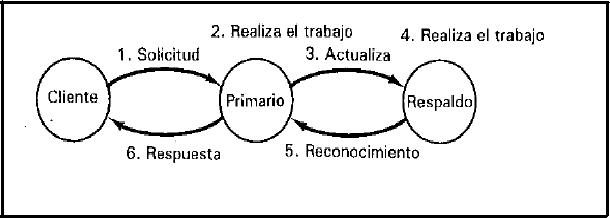 2. Realiza el trabajo
4. Realiza el trabajo
1. Solicitud
3. Actualiza
Cliente
Primario
Respaldo
6. Respuesta
5. Reconocimiento